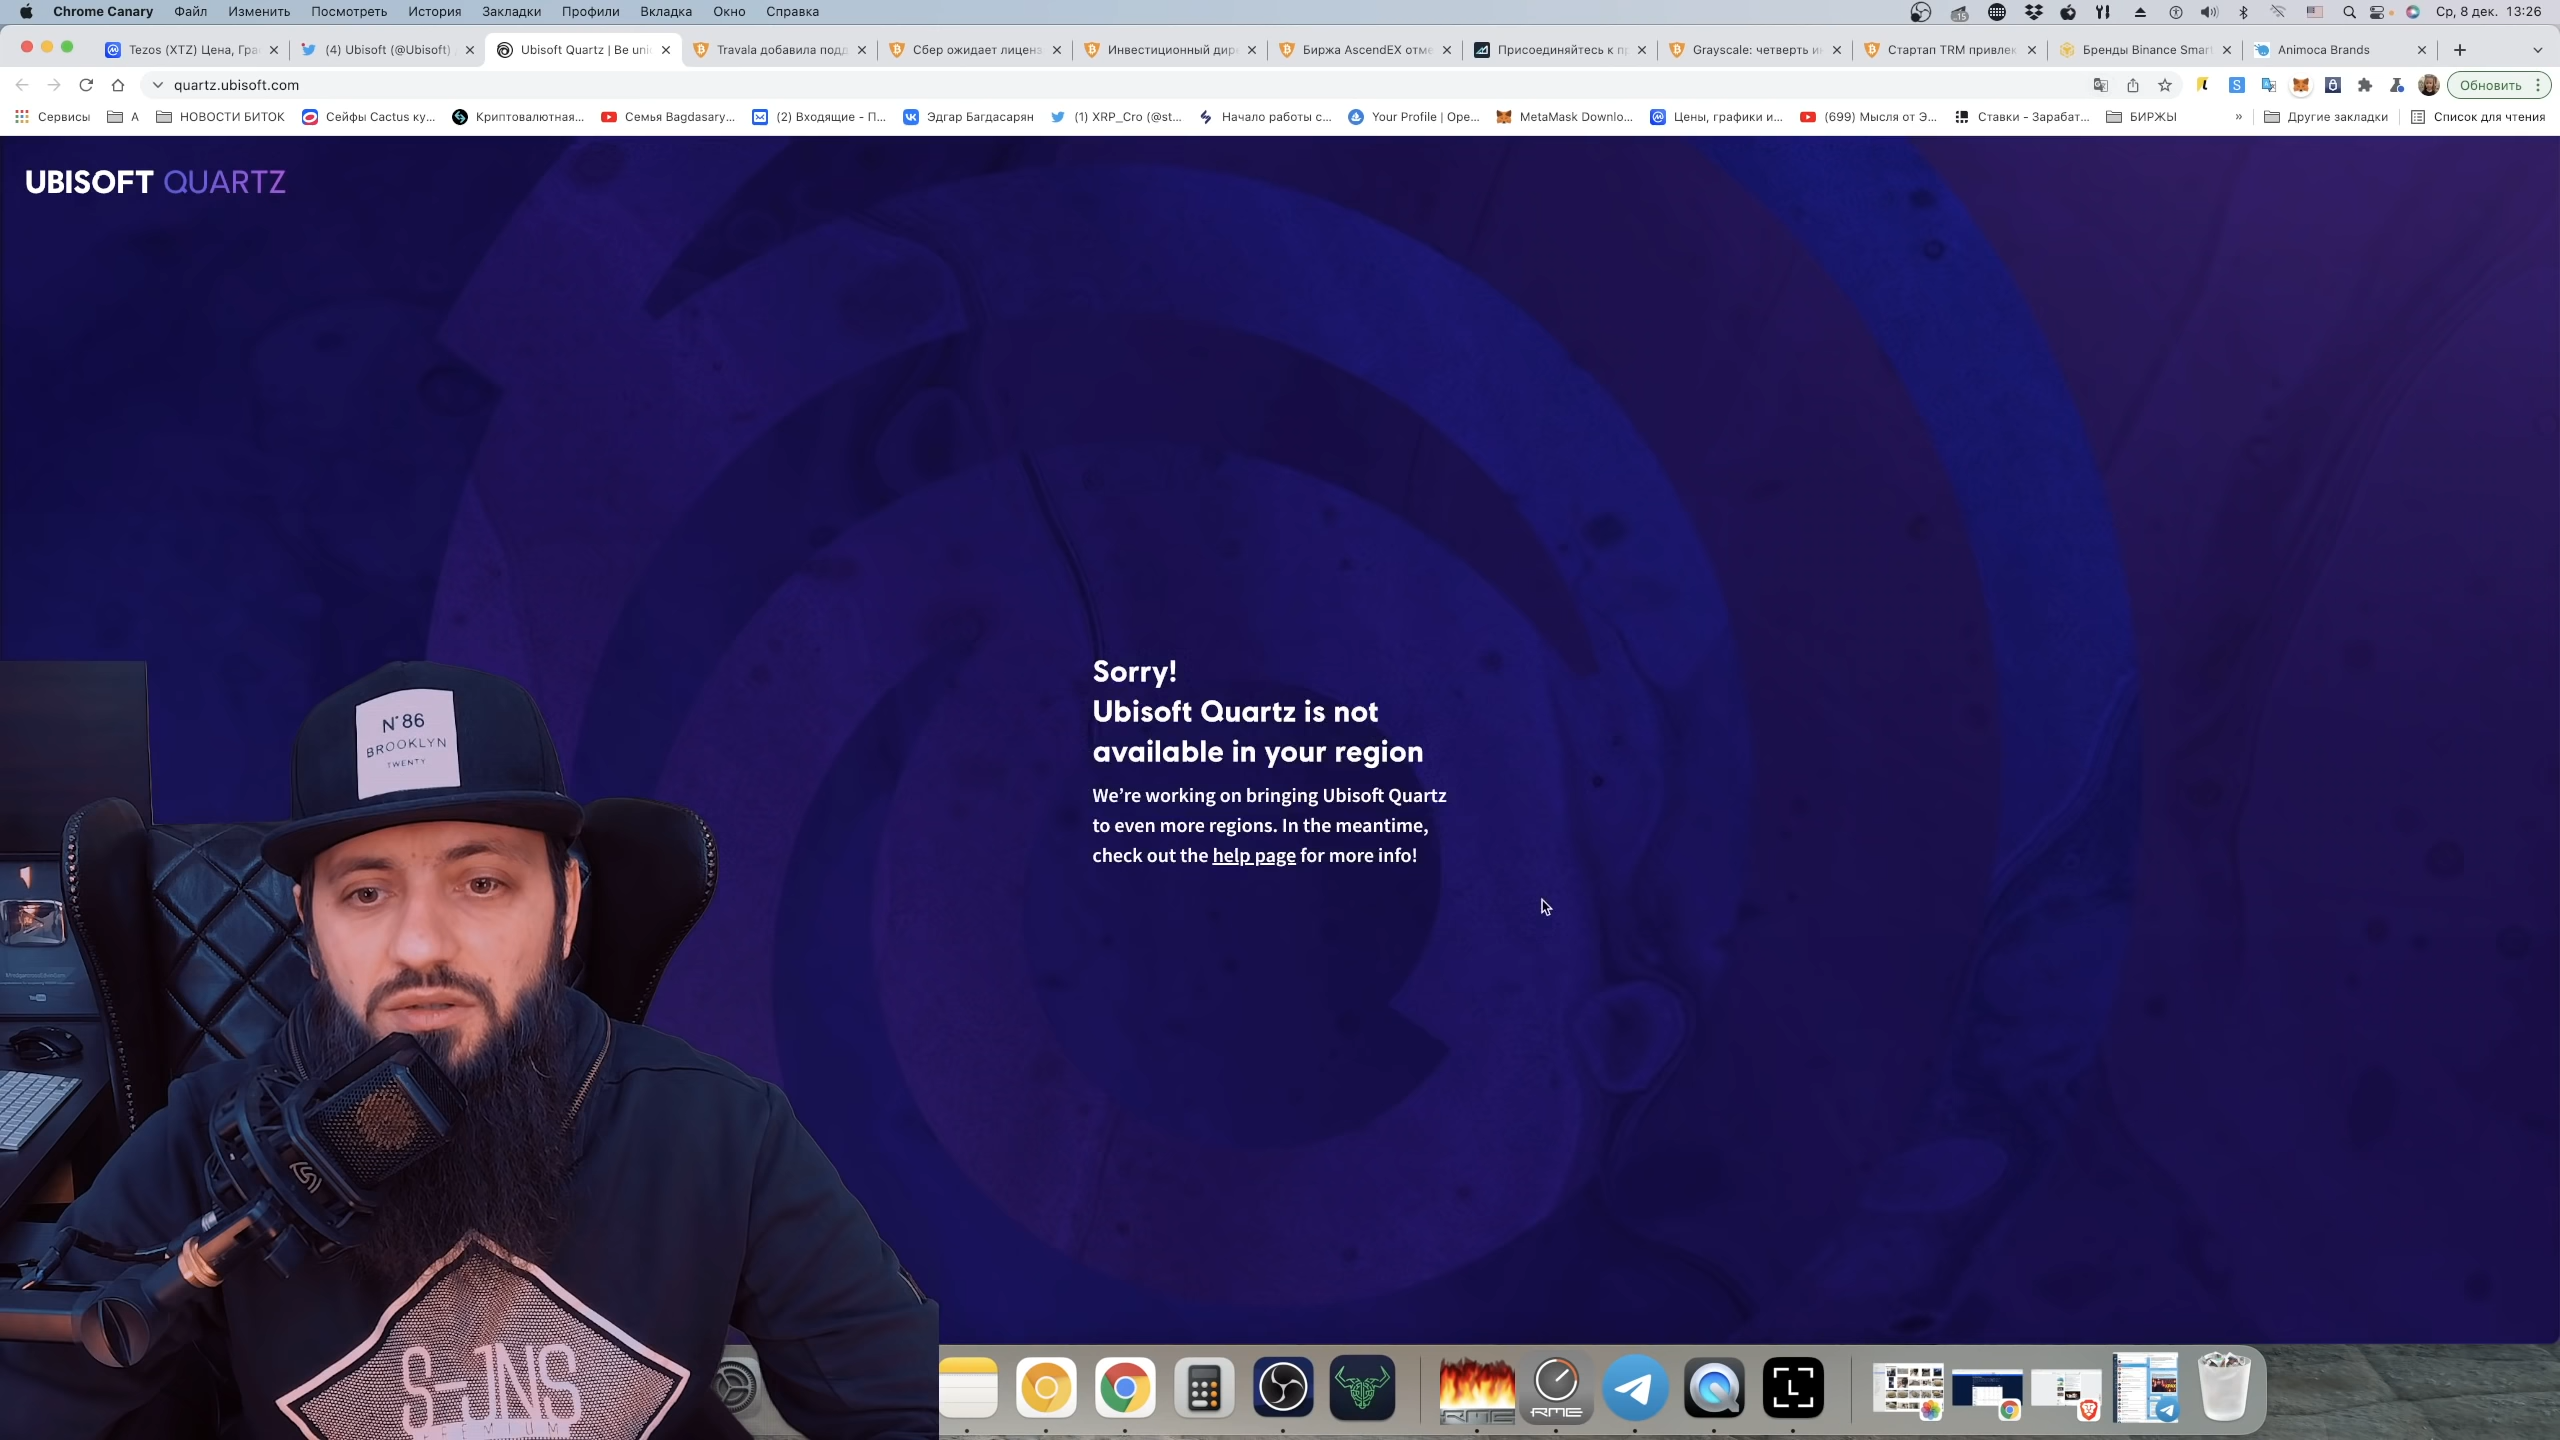 Chrome Canary Файл Изменить Посмотреть История Закладки Профили Вкладка Окно Справка
Ср, 8 дек. 13:26
Tezos (XTZ) Цена, Гра
(4) Ubisoft (@Ubisoft)
Ubisoft Quartz | Be uni
Travala добавила подд
Сбер ожидает лиценз
Инвестиционный дир
Биржа AscendEX отме
Присоединяйтесь к п
Grayscale: четверть и
Стартап TRM привлек
Бренды Binance Smar
Animoca Brands
quartz.ubisoft.com
Обновить
Сервисы
А
НОВОСТИ БИТОК
Сейфы Cactus ку...
Криптовалютная...
Семья Bagdasary...
(2) Входящие - П...
Эдгар Багдасарян
(1) XRP_Cro (@st...
Начало работы с...
Your Profile | Ope...
MetaMask Downlo...
Цены, графики и...
(699) Мысля от Э...
Ставки - Зарабат...
БИРЖЫ
»
Другие закладки
Список для чтения
UBISOFT QUARTZ
Sorry!
Ubisoft Quartz is not
available in your region
We're working on bringing Ubisoft Quartz
to even more regions. In the meantime,
check out the help page for more info!
N°86
BROOKLYN
TWENTY
S-JNS
PREMIUM
RME
RME